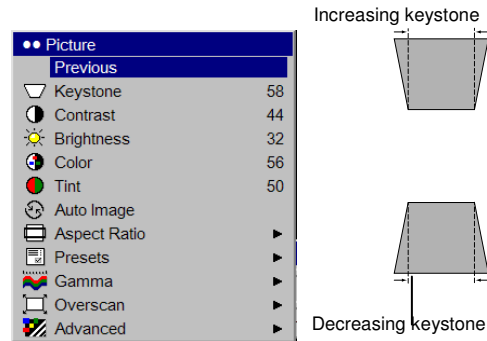 Increasing keystone
●● Picture
Previous
Keystone 58
Contrast 44
Brightness 32
Color 56
Tint 50
Auto Image
Aspect Ratio ►
Presets ►
Gamma ►
Overscan ►
Advanced ►
Decreasing keystone